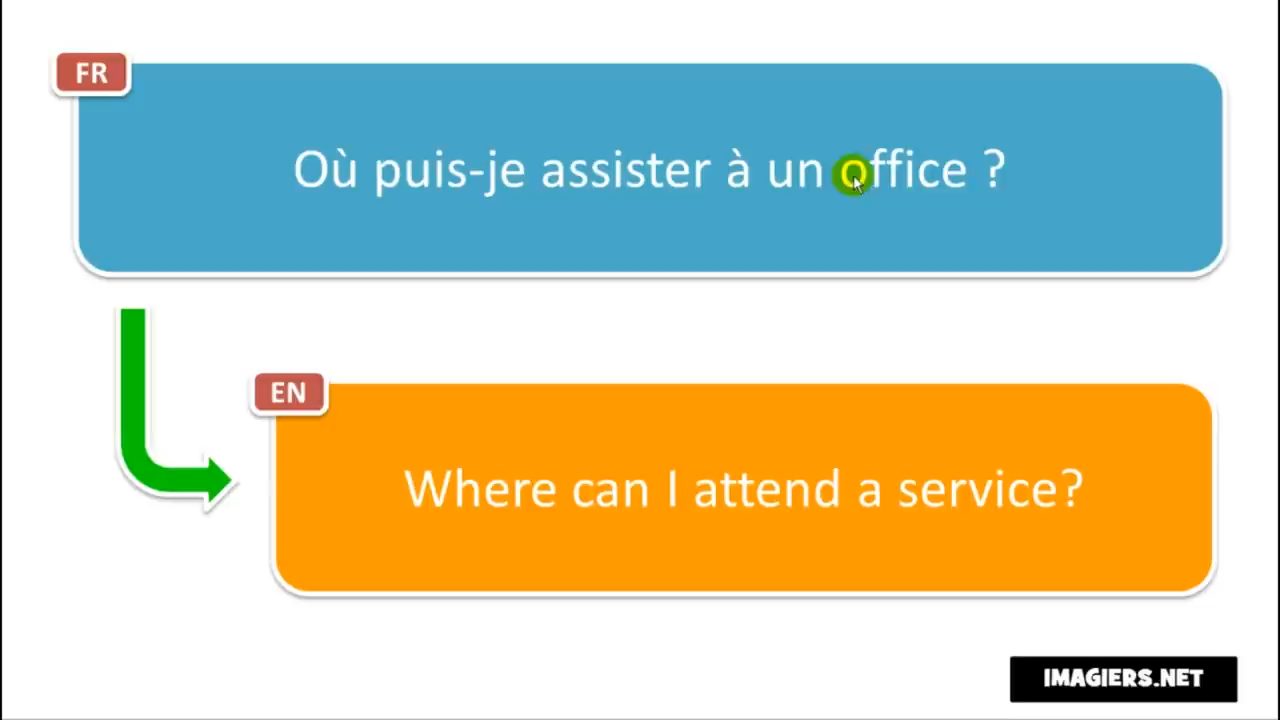 FR
Où puis-je assister à un office ?
EN
Where can I attend a service?
IMAGIERS.NET